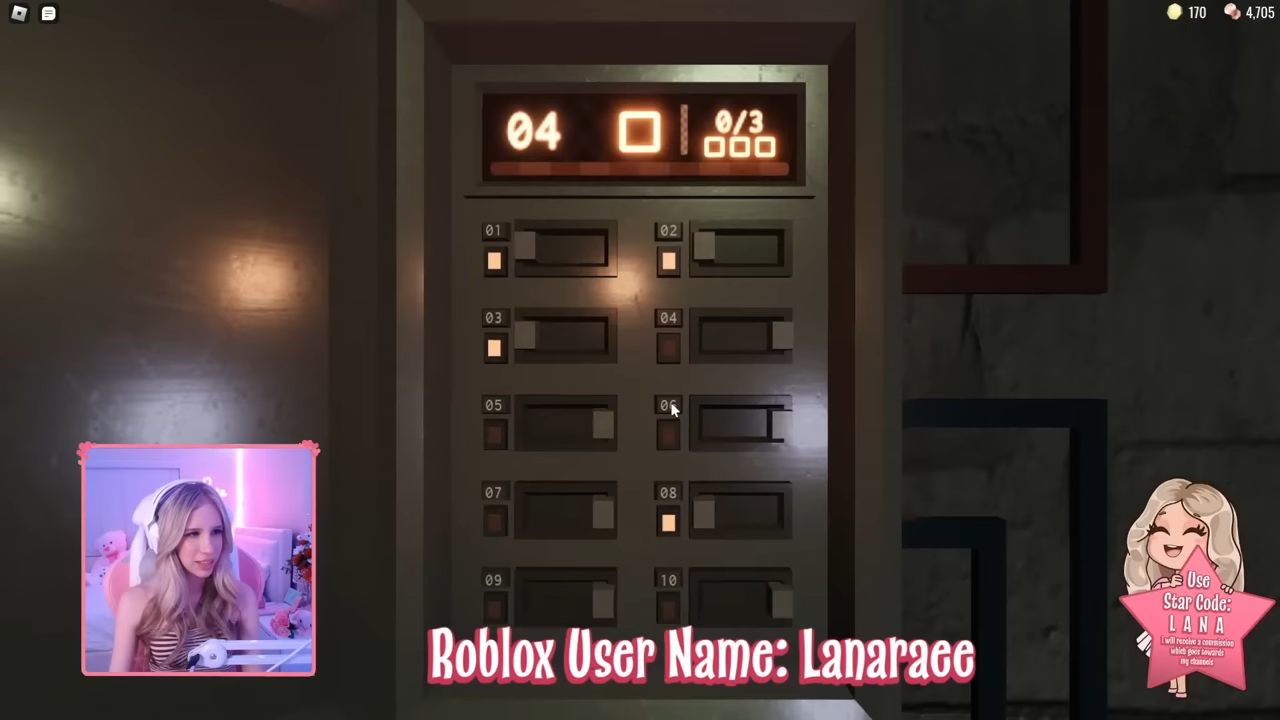 170 4,705
04 0/3
01 02
03 04
05 06
07 08
09 10
Roblox User Name: Lanaraee
Use
Star Code:
LANA
I will receive a commission
which goes towards
my channels